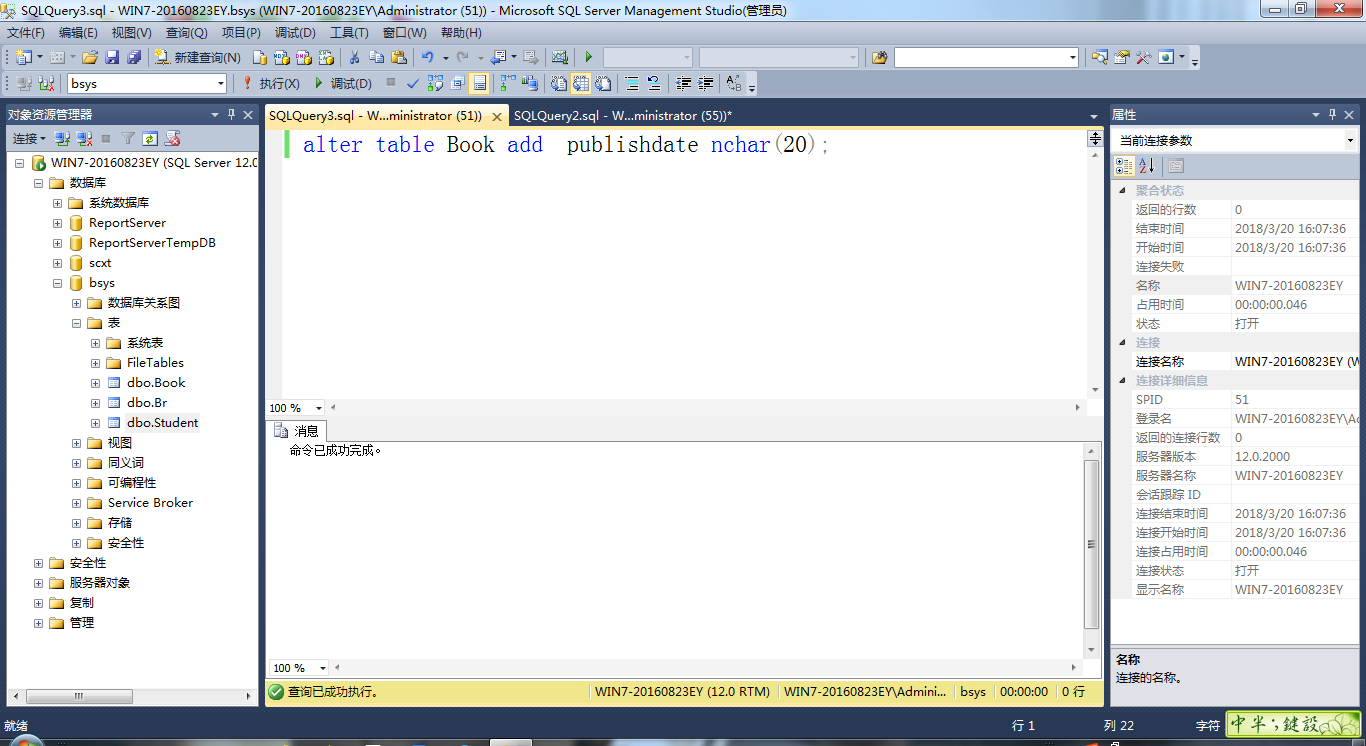 SQLQuery3.sql - WIN7-20160823EY.bsys (WIN7-20160823EY\Administrator (51)) - Microsoft SQL Server Management Studio(管理员)
文件(F) 编辑(E) 视图(V) 查询(Q) 项目(P) 调试(D) 工具(T) 窗口(W) 帮助(H)
新建查询(N)
bsys 执行(X) 调试(D)
对象资源管理器
连接
WIN7-20160823EY (SQL Server 12.0
数据库
系统数据库
ReportServer
ReportServerTempDB
scxt
bsys
数据库关系图
表
系统表
FileTables
dbo.Book
dbo.Br
dbo.Student
视图
同义词
可编程性
Service Broker
存储
安全性
安全性
服务器对象
复制
管理
SQLQuery3.sql - W...ministrator (51)) SQLQuery2.sql - W...ministrator (55))*
alter table Book add  publishdate nchar(20);
100 %
消息
命令已成功完成。
100 %
查询已成功执行。 WIN7-20160823EY (12.0 RTM) WIN7-20160823EY\Admini... bsys 00:00:00 0 行
属性
当前连接参数
聚合状态
返回的行数 0
结束时间 2018/3/20 16:07:36
开始时间 2018/3/20 16:07:36
连接失败
名称 WIN7-20160823EY
占用时间 00:00:00.046
状态 打开
连接
连接名称 WIN7-20160823EY (W
连接详细信息
SPID 51
登录名 WIN7-20160823EY\Ad
返回的连接行数 0
服务器版本 12.0.2000
服务器名称 WIN7-20160823EY
会话跟踪 ID
连接结束时间 2018/3/20 16:07:36
连接开始时间 2018/3/20 16:07:36
连接占用时间 00:00:00.046
连接状态 打开
显示名称 WIN7-20160823EY
名称
连接的名称。
就绪 行 1 列 22 字符
中半；鍵設